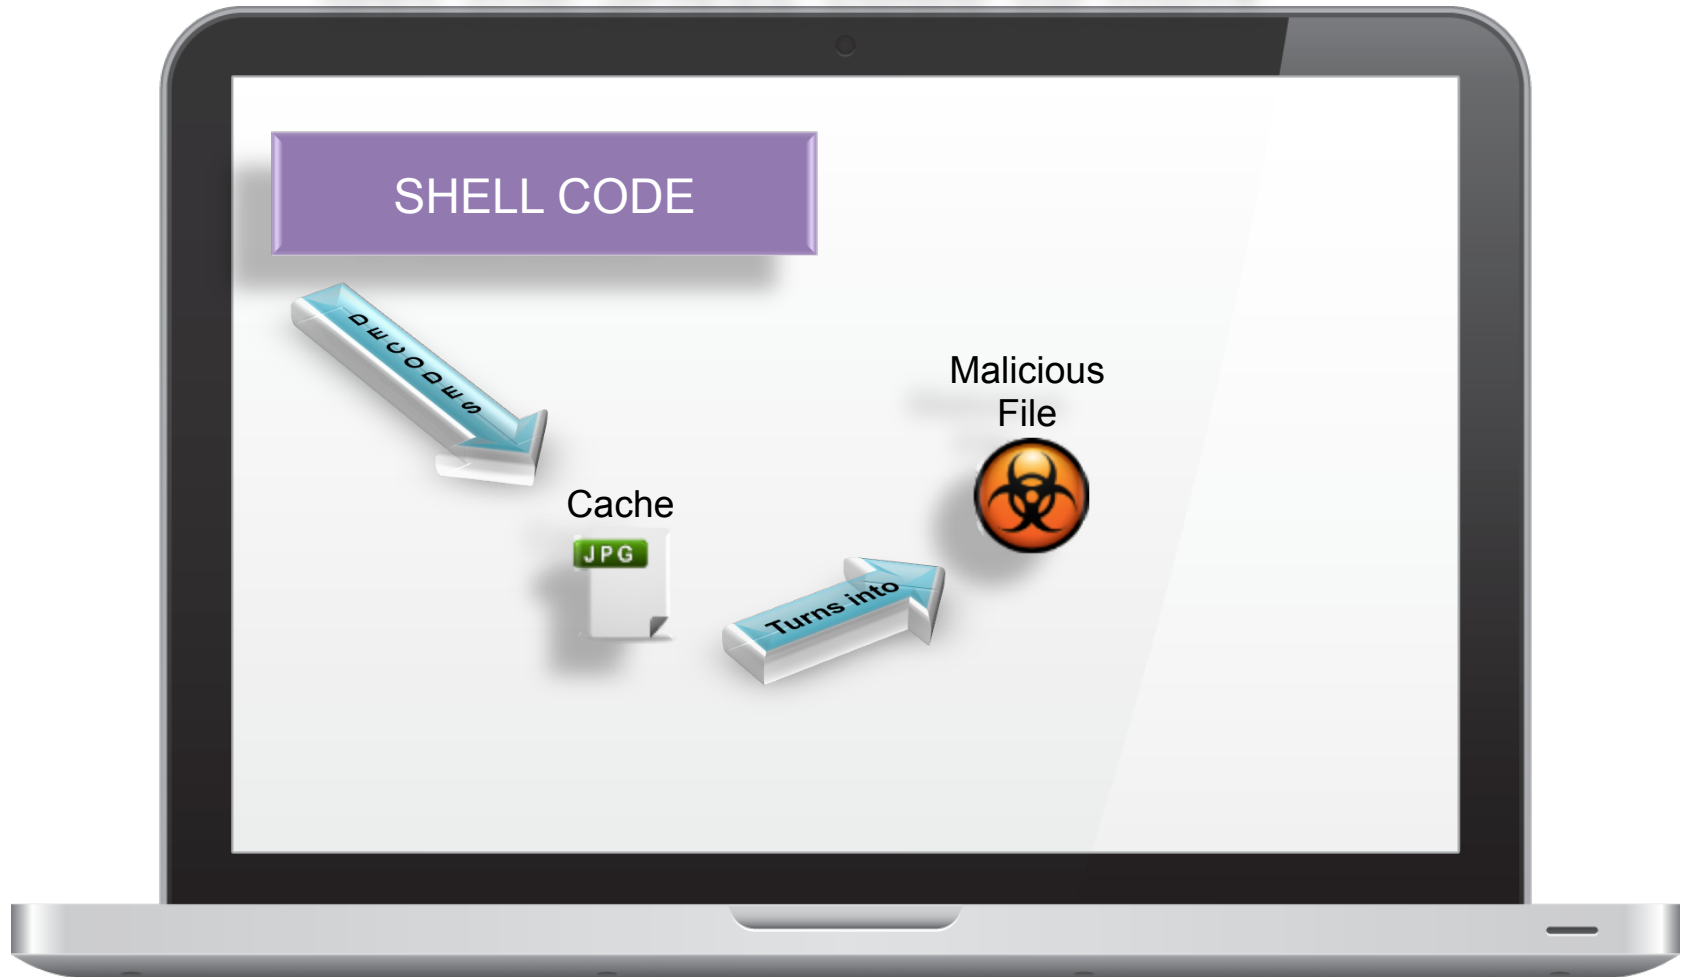 SHELL CODE
DECODES
Malicious
File
Cache
JPG
Turns into